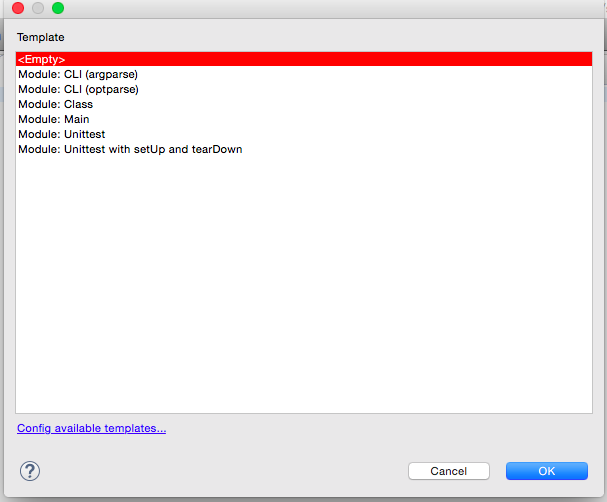 Template
<Empty>
Module: CLI (argparse)
Module: CLI (optparse)
Module: Class
Module: Main
Module: Unittest
Module: Unittest with setUp and tearDown
Config available templates...
?
Cancel
OK